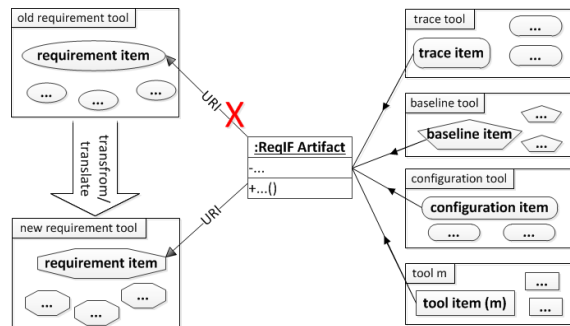 old requirement tool
requirement item
...
...
...
URI
X
transfrom/
translate
new requirement tool
requirement item
...
...
...
URI
:ReqIF Artifact
-...
+...()
trace tool
trace item
...
...
baseline tool
baseline item
...
...
configuration tool
configuration item
...
...
tool m
tool item (m)
...
...